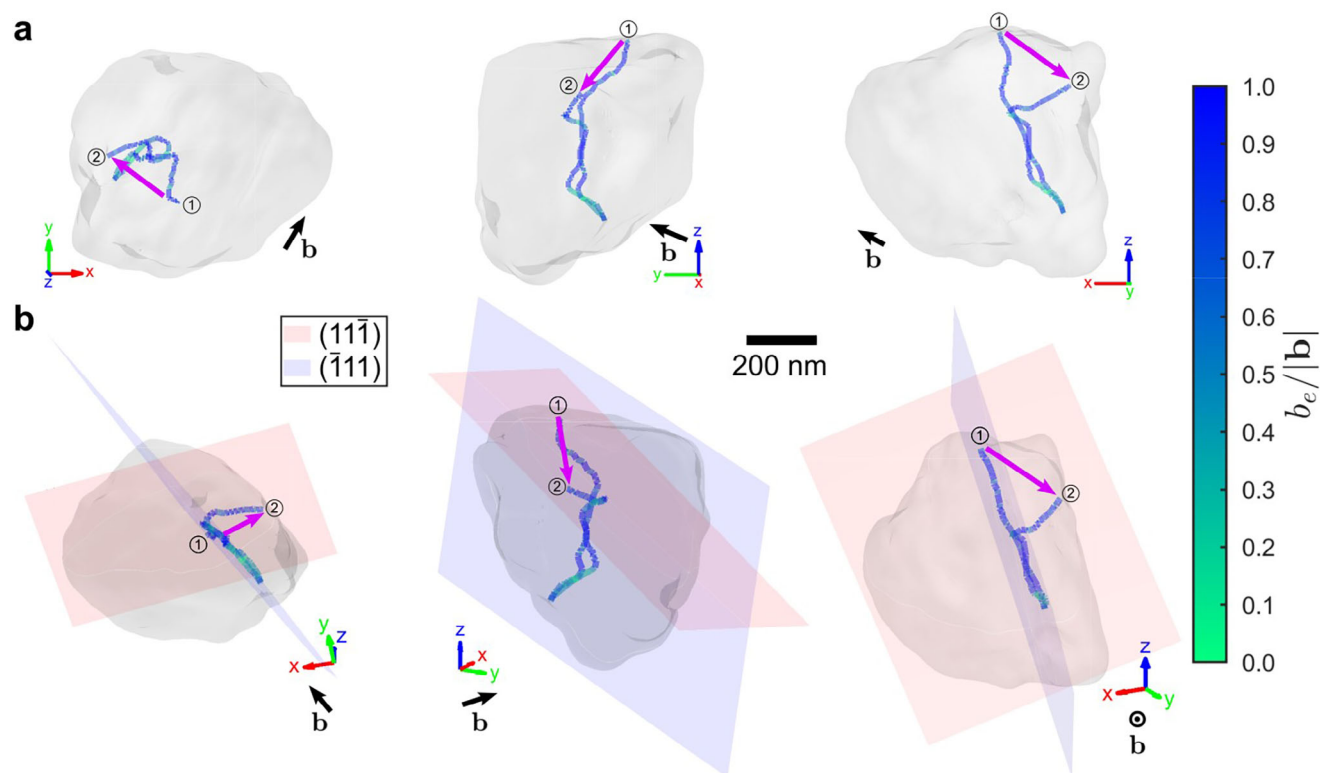 a
①
②
b
y
x
z
①
②
b
z
y
x
①
②
b
z
x
y
b
(11̅1̅)
(1̅11)
200 nm
①
②
y
z
x
b
①
②
z
x
y
b
①
②
z
x
y
b
1.0
0.9
0.8
0.7
0.6
0.5
0.4
0.3
0.2
0.1
0.0
bₑ/|𝐛|